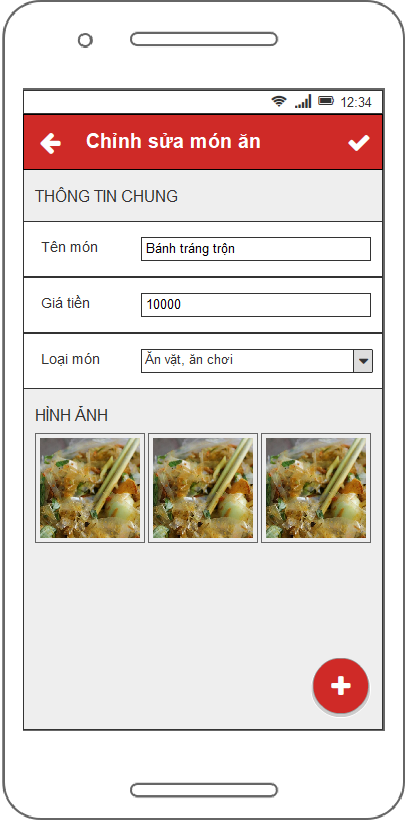 12:34
Chỉnh sửa món ăn
THÔNG TIN CHUNG
Tên món
Bánh tráng trộn
Giá tiền
10000
Loại món
Ăn vặt, ăn chơi
HÌNH ẢNH